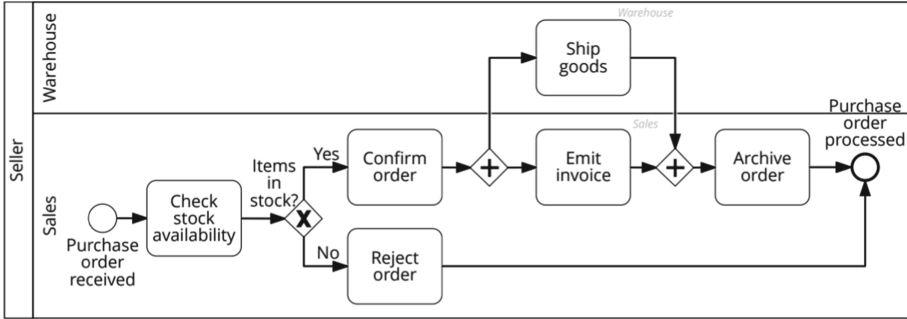 Seller
Warehouse
Warehouse
Ship
goods
Sales
Sales
Purchase
order
received
Check
stock
availability
Items
in
stock?
X
Yes
Confirm
order
+
Emit
invoice
+
Archive
order
Purchase
order
processed
No
Reject
order